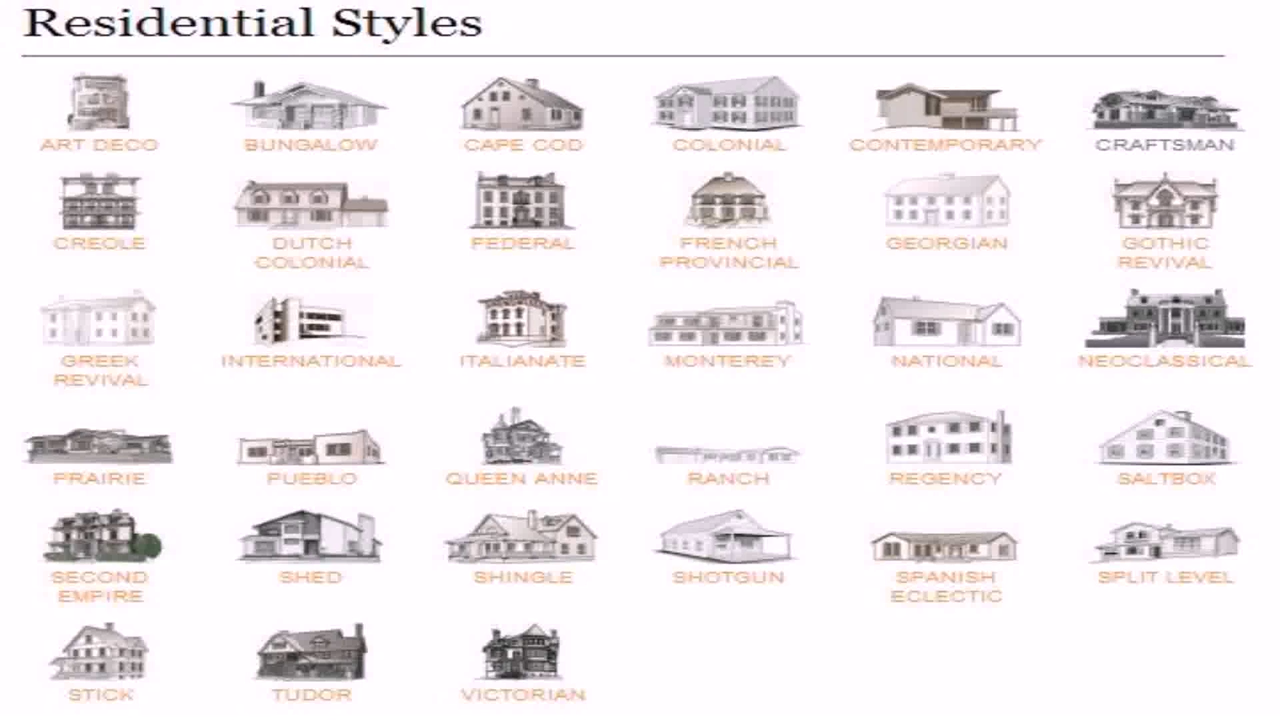 Residential Styles
ART DECO
BUNGALOW
CAPE COD
COLONIAL
CONTEMPORARY
CRAFTSMAN
CREOLE
DUTCH
COLONIAL
FEDERAL
FRENCH
PROVINCIAL
GEORGIAN
GOTHIC
REVIVAL
GREEK
REVIVAL
INTERNATIONAL
ITALIANATE
MONTEREY
NATIONAL
NEOCLASSICAL
PRAIRIE
PUEBLO
QUEEN ANNE
RANCH
REGENCY
SALTBOX
SECOND
EMPIRE
SHED
SHINGLE
SHOTGUN
SPANISH
ECLECTIC
SPLIT LEVEL
STICK
TUDOR
VICTORIAN